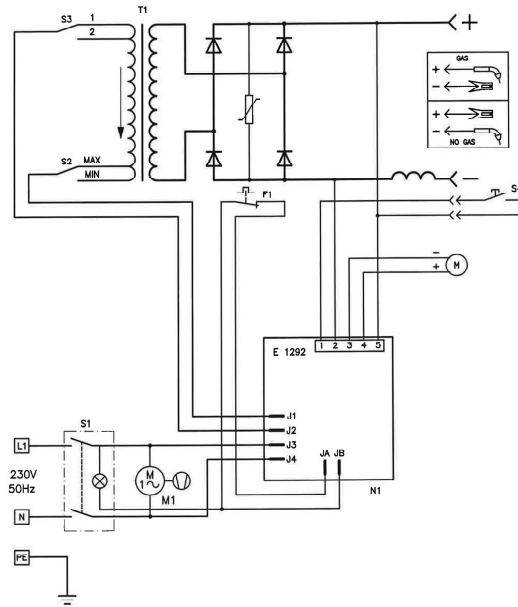 S3
1
2
T1
+
GAS
+
-
+
-
NO GAS
S2
MAX
MIN
F1
-
S
-
+
M
1 2 3 4 5
E 1292
J1
J2
J3
J4
JA JB
N1
S1
L1
230V
50Hz
M
1~
M1
N
PE